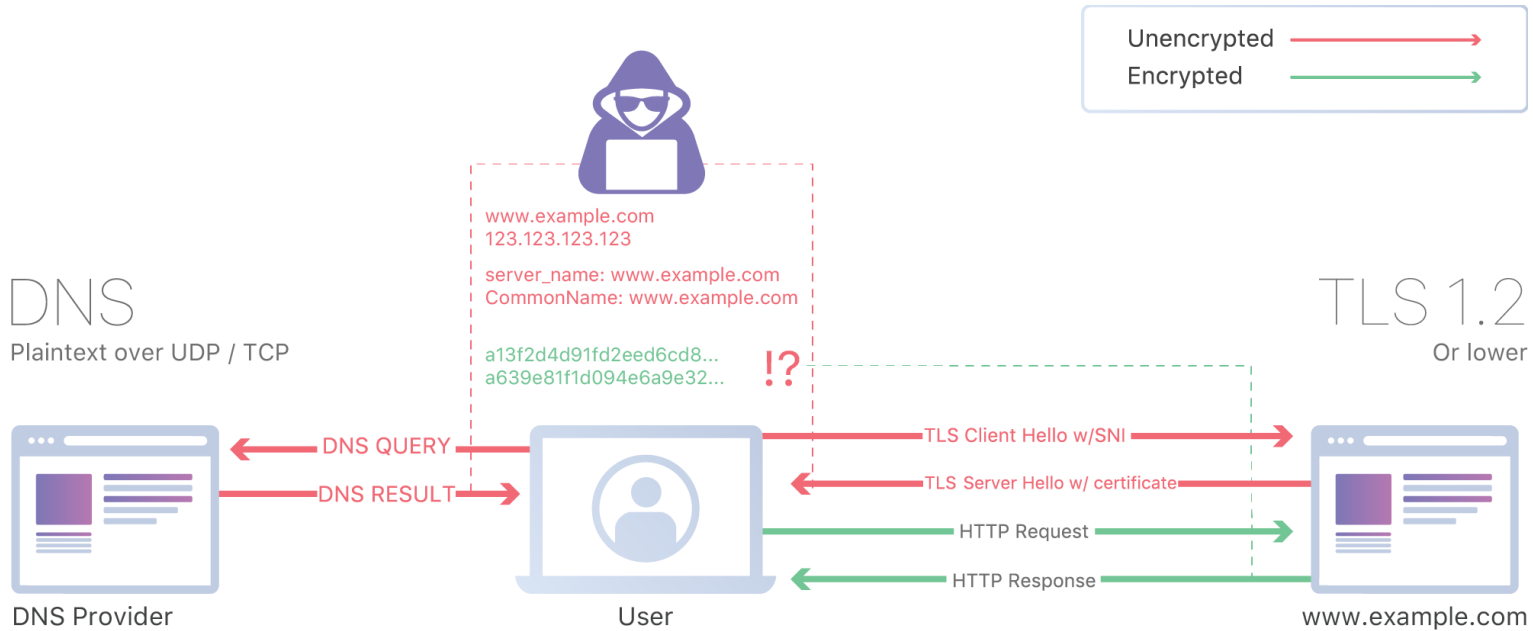 Unencrypted
Encrypted
www.example.com
123.123.123.123
server_name: www.example.com
CommonName: www.example.com
a13f2d4d91fd2eed6cd8...
a639e81f1d094e6a9e32...
!?
DNS
Plaintext over UDP / TCP
TLS 1.2
Or lower
DNS QUERY
DNS RESULT
TLS Client Hello w/SNI
TLS Server Hello w/ certificate
HTTP Request
HTTP Response
DNS Provider
User
www.example.com